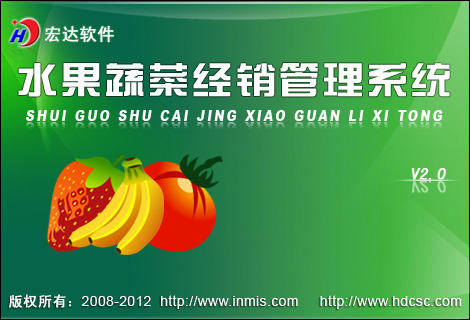 宏达软件
水果蔬菜经销管理系统
SHUI GUO SHU CAI JING XIAO GUAN LI XI TONG
V2.0
版权所有：2008-2012 http://www.inmis.com http://www.hdcsc.com